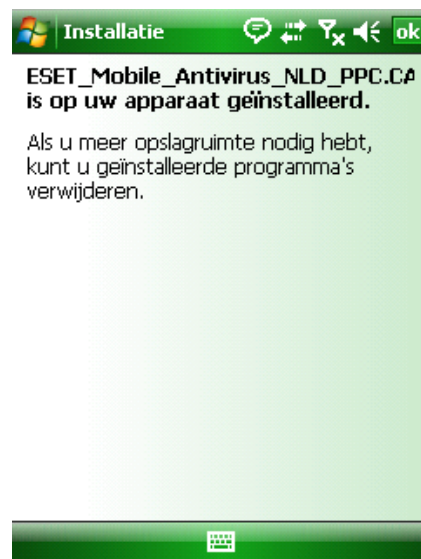 Installatie
ok
ESET_Mobile_Antivirus_NLD_PPC.CA
is op uw apparaat geïnstalleerd.
Als u meer opslagruimte nodig hebt,
kunt u geïnstalleerde programma's
verwijderen.